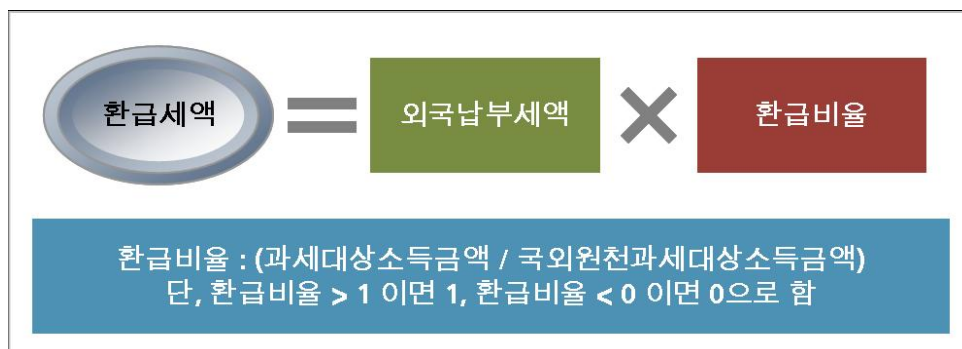 환급세액 = 외국납부세액 × 환급비율
환급비율 : (과세대상소득금액 / 국외원천과세대상소득금액)
단, 환급비율 > 1 이면 1, 환급비율 < 0 이면 0으로 함